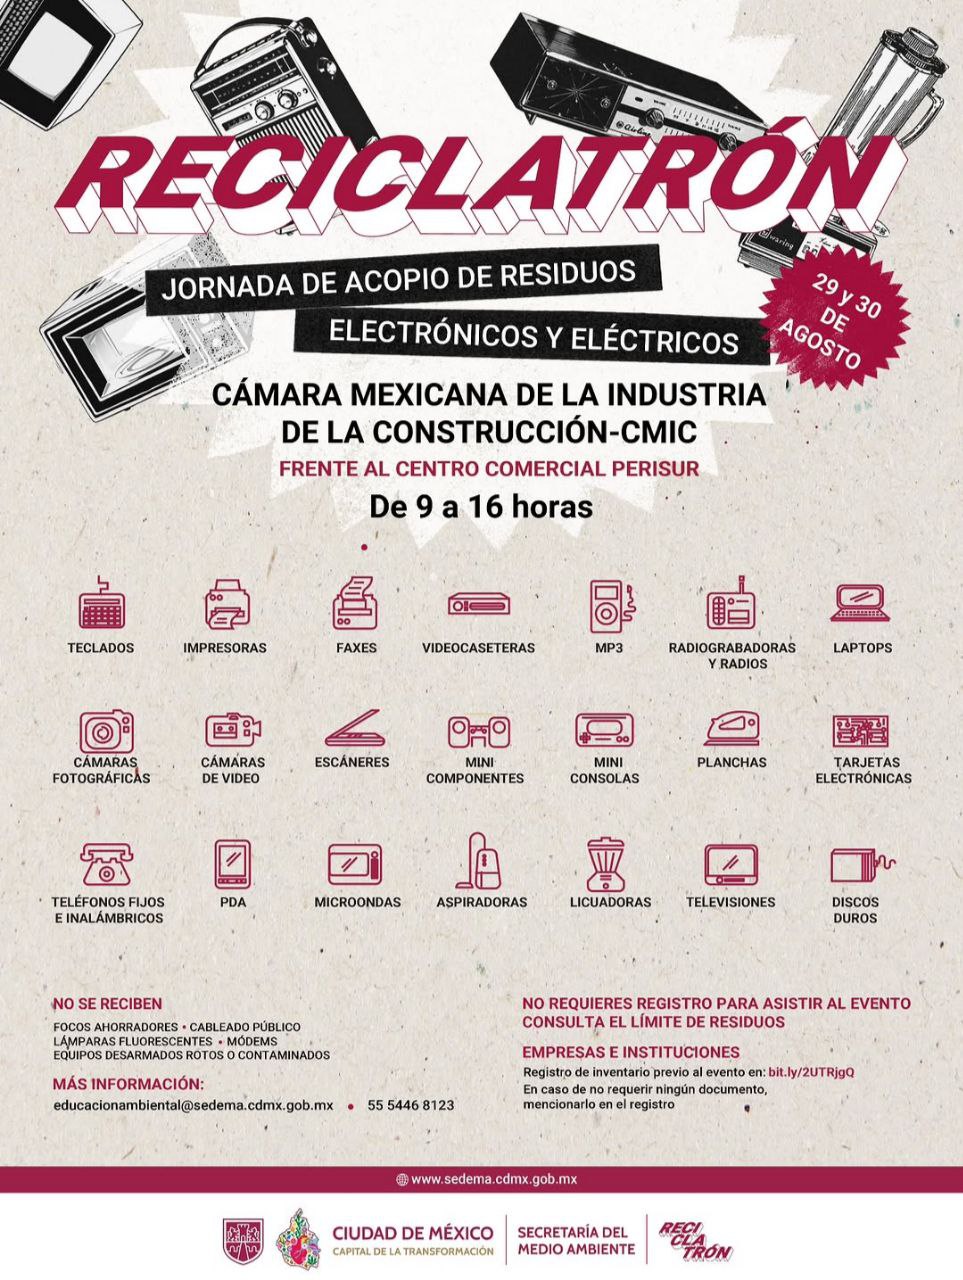 RECICLATRÓN
JORNADA DE ACOPIO DE RESIDUOS
ELECTRÓNICOS Y ELÉCTRICOS
29 y 30
DE
AGOSTO
CÁMARA MEXICANA DE LA INDUSTRIA
DE LA CONSTRUCCIÓN-CMIC
FRENTE AL CENTRO COMERCIAL PERISUR
De 9 a 16 horas
TECLADOS
IMPRESORAS
FAXES
VIDEOCASETERAS
MP3
RADIOGRABADORAS
Y RADIOS
LAPTOPS
CÁMARAS
FOTOGRÁFICAS
CÁMARAS
DE VIDEO
ESCÁNERES
MINI
COMPONENTES
MINI
CONSOLAS
PLANCHAS
TARJETAS
ELECTRÓNICAS
TELÉFONOS FIJOS
E INALÁMBRICOS
PDA
MICROONDAS
ASPIRADORAS
LICUADORAS
TELEVISIONES
DISCOS
DUROS
NO SE RECIBEN
FOCOS AHORRADORES • CABLEADO PÚBLICO
LÁMPARAS FLUORESCENTES • MÓDEMS
EQUIPOS DESARMADOS ROTOS O CONTAMINADOS
MÁS INFORMACIÓN:
educacionambiental@sedema.cdmx.gob.mx • 55 5446 8123
NO REQUIERES REGISTRO PARA ASISTIR AL EVENTO
CONSULTA EL LÍMITE DE RESIDUOS
EMPRESAS E INSTITUCIONES
Registro de inventario previo al evento en: bit.ly/2UTRjgQ
En caso de no requerir ningún documento,
mencionarlo en el registro
www.sedema.cdmx.gob.mx
CIUDAD DE MÉXICO
CAPITAL DE LA TRANSFORMACIÓN
SECRETARÍA DEL
MEDIO AMBIENTE
RECI
CLA
TRÓN